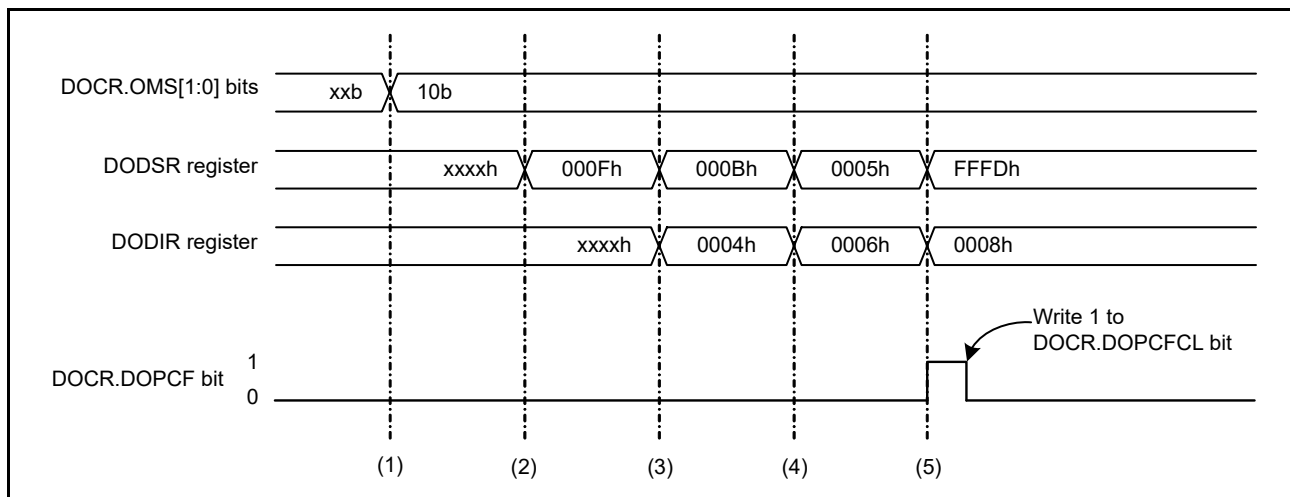 DOCR.OMS[1:0] bits xxb 10b
DODSR register xxxxh 000Fh 000Bh 0005h FFFDh
DODIR register xxxxh 0004h 0006h 0008h
Write 1 to
DOCR.DOPCFCL bit
1
DOCR.DOPCF bit
0
(1) (2) (3) (4) (5)